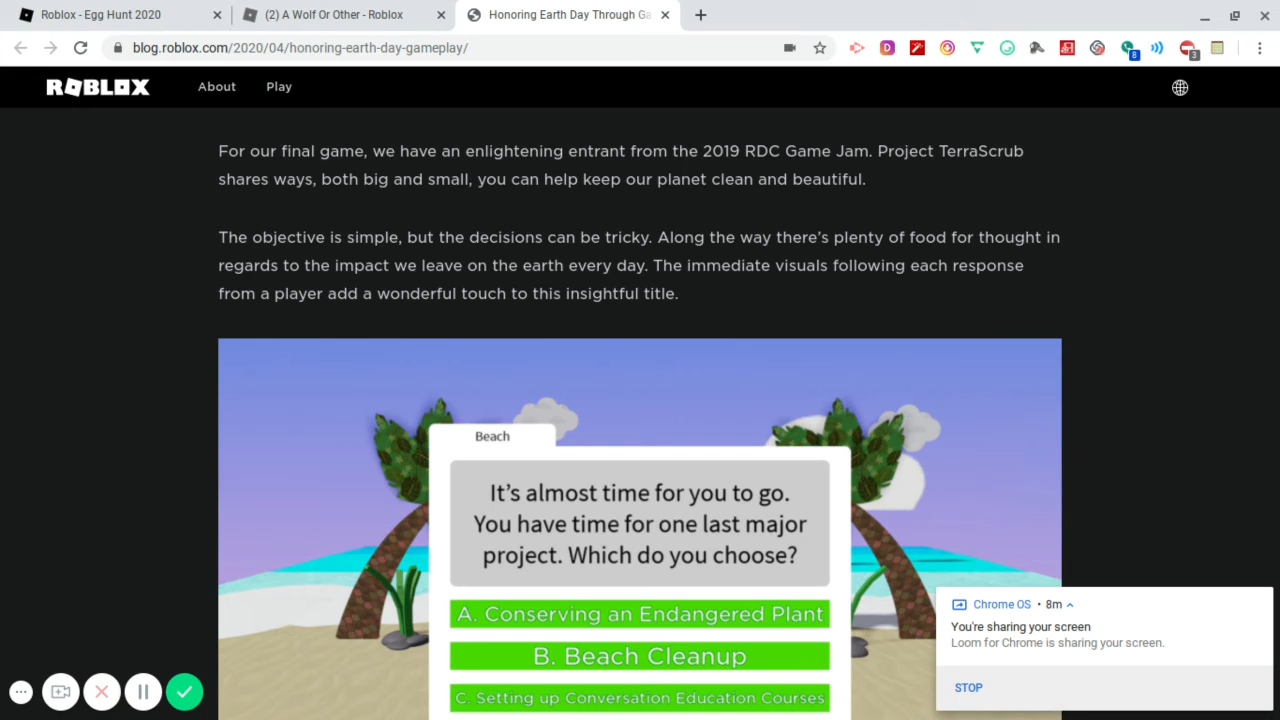 Roblox - Egg Hunt 2020
(2) A Wolf Or Other - Roblox
Honoring Earth Day Through Ga
blog.roblox.com/2020/04/honoring-earth-day-gameplay/
8
3
ROBLOX
About
Play
For our final game, we have an enlightening entrant from the 2019 RDC Game Jam. Project TerraScrub
shares ways, both big and small, you can help keep our planet clean and beautiful.
The objective is simple, but the decisions can be tricky. Along the way there's plenty of food for thought in
regards to the impact we leave on the earth every day. The immediate visuals following each response
from a player add a wonderful touch to this insightful title.
Beach
It's almost time for you to go.
You have time for one last major
project. Which do you choose?
A. Conserving an Endangered Plant
B. Beach Cleanup
C. Setting up Conversation Education Courses
Chrome OS • 8m
You're sharing your screen
Loom for Chrome is sharing your screen.
STOP